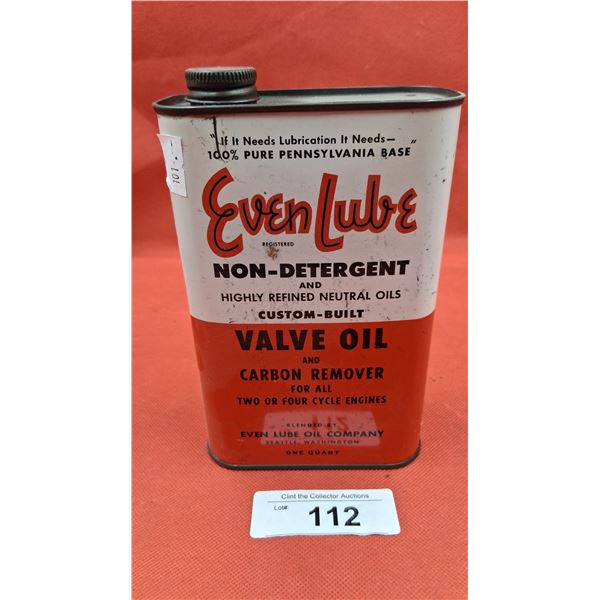 "If It Needs Lubrication It Needs—
100% PURE PENNSYLVANIA BASE"
101
Even Lube
REGISTERED
NON-DETERGENT
AND
HIGHLY REFINED NEUTRAL OILS
CUSTOM-BUILT
VALVE OIL
AND
CARBON REMOVER
FOR ALL
TWO OR FOUR CYCLE ENGINES
BLENDED BY
EVEN LUBE OIL COMPANY
SEATTLE, WASHINGTON
ONE QUART
Clint the Collector Auctions
Lot#:
112